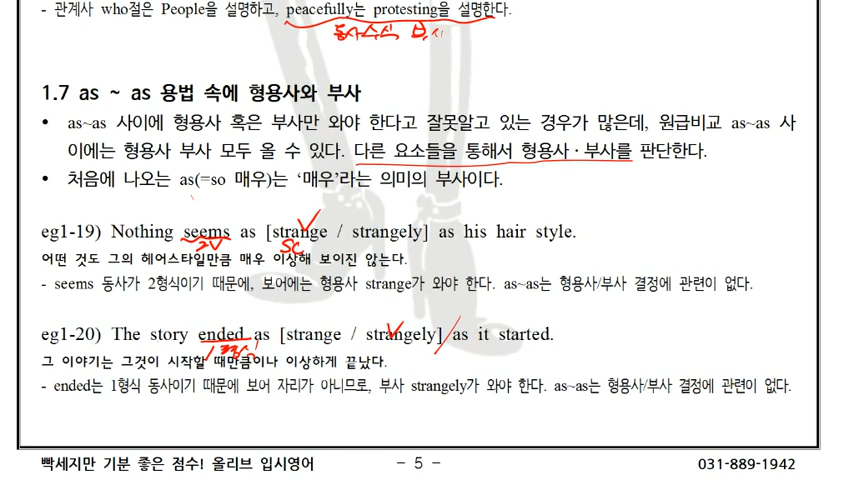 - 관계사 who절은 People을 설명하고, peacefully는 protesting을 설명한다.
동사수식 부사
1.7 as ~ as 용법 속에 형용사와 부사
• as~as 사이에 형용사 혹은 부사만 와야 한다고 잘못알고 있는 경우가 많은데, 원급비교 as~as 사
이에는 형용사 부사 모두 올 수 있다. 다른 요소들을 통해서 형용사·부사를 판단한다.
• 처음에 나오는 as(=so 매우)는 ‘매우’라는 의미의 부사이다.
eg1-19) Nothing seems as [strange / strangely] as his hair style.
2V SC
어떤 것도 그의 헤어스타일만큼 매우 이상해 보이진 않는다.
- seems 동사가 2형식이기 때문에, 보어에는 형용사 strange가 와야 한다. as~as는 형용사/부사 결정에 관련이 없다.
eg1-20) The story ended as [strange / strangely] as it started.
1형식
그 이야기는 그것이 시작할 때만큼이나 이상하게 끝났다.
- ended는 1형식 동사이기 때문에 보어 자리가 아니므로, 부사 strangely가 와야 한다. as~as는 형용사/부사 결정에 관련이 없다.
빡세지만 기분 좋은 점수! 올리브 입시영어 - 5 - 031-889-1942